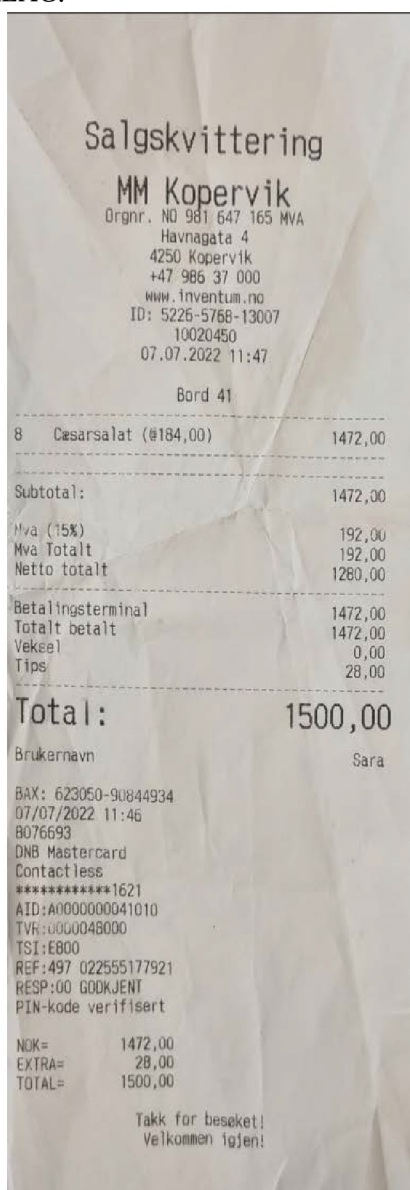 Salgskvittering
MM Kopervik
Orgnr. NO 981 647 165 MVA
Havnagata 4
4250 Kopervik
+47 986 37 000
www.inventum.no
ID: 5226-5768-13007
10020450
07.07.2022 11:47
Bord 41
8 Cæsarsalat (@184,00) 1472,00
Subtotal: 1472,00
Mva (15%) 192,00
Mva Totalt 192,00
Netto totalt 1280,00
Betalingsterminal 1472,00
Totalt betalt 1472,00
Veksel 0,00
Tips 28,00
Total: 1500,00
Brukernavn Sara
BAX: 623050-90844934
07/07/2022 11:46
B076693
DNB Mastercard
Contactless
************1621
AID:A0000000041010
TVR:0000048000
TSI:E800
REF:497 022555177921
RESP:00 GODKJENT
PIN-kode verifisert
NOK= 1472,00
EXTRA= 28,00
TOTAL= 1500,00
Takk for besøket!
Velkommen igjen!